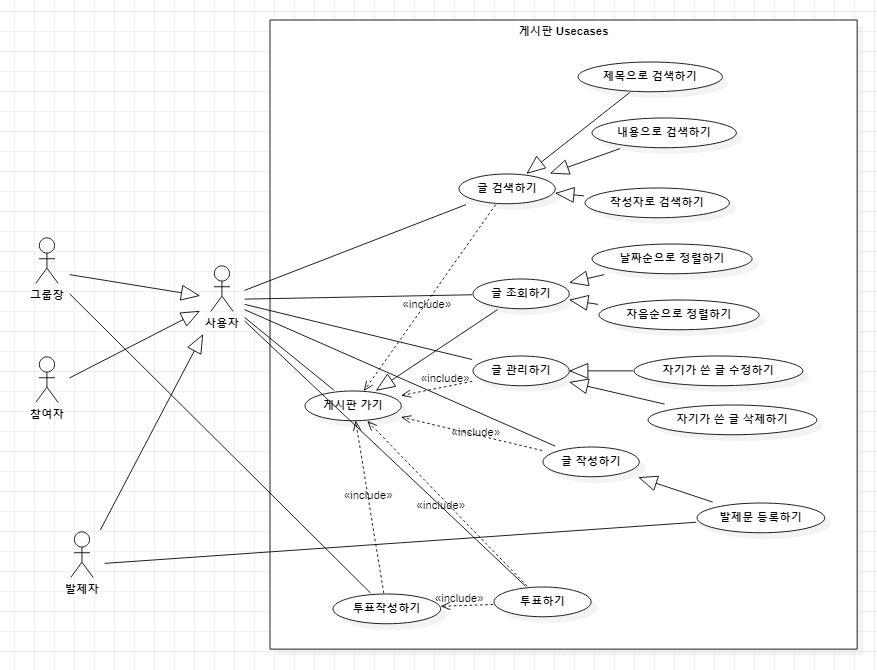 게시판 Usecases
제목으로 검색하기
내용으로 검색하기
글 검색하기
작성자로 검색하기
날짜순으로 정렬하기
그룹장
글 조회하기
«include»
사용자
자음순으로 정렬하기
글 관리하기
자기가 쓴 글 수정하기
«include»
게시판 가기
참여자
자기가 쓴 글 삭제하기
«include»
글 작성하기
«include»
«include»
발제문 등록하기
발제자
«include»
투표하기
투표작성하기